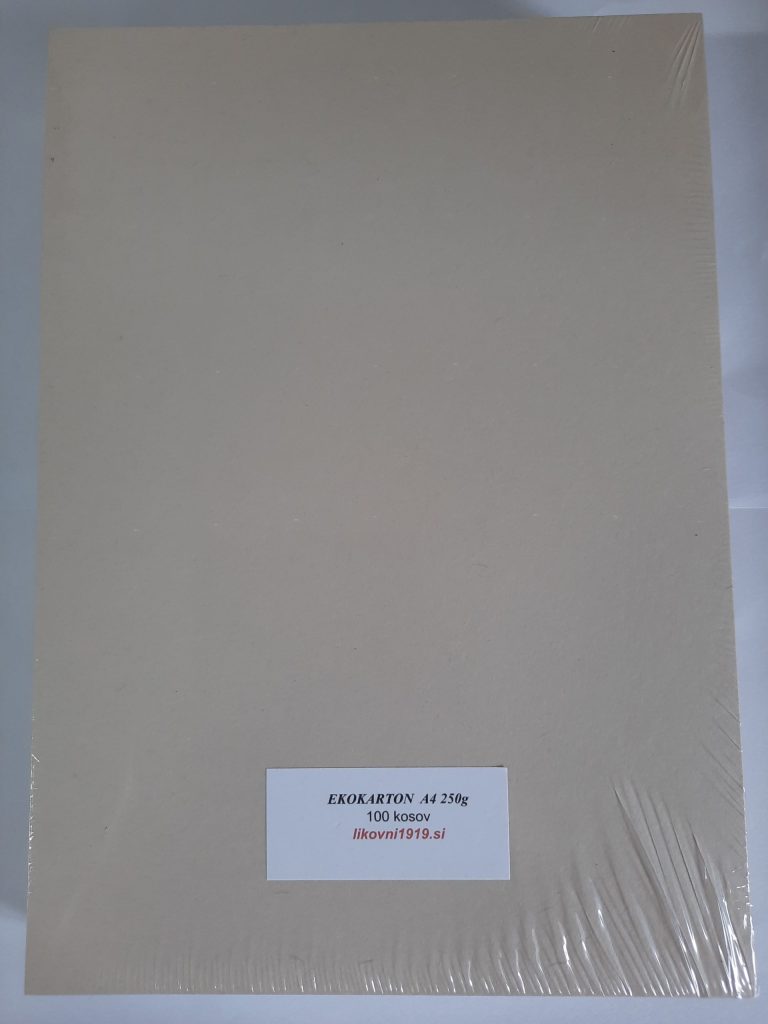 EKOKARTON A4 250g
100 kosov
likovni1919.si